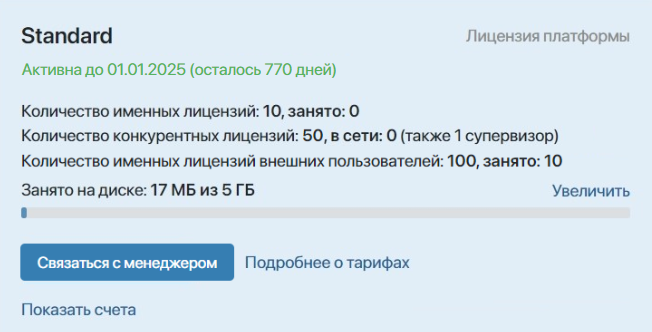 Standard
Лицензия платформы
Активна до 01.01.2025 (осталось 770 дней)
Количество именных лицензий: 10, занято: 0
Количество конкурентных лицензий: 50, в сети: 0 (также 1 супервизор)
Количество именных лицензий внешних пользователей: 100, занято: 10
Занято на диске: 17 МБ из 5 ГБ
Увеличить
Связаться с менеджером
Подробнее о тарифах
Показать счета